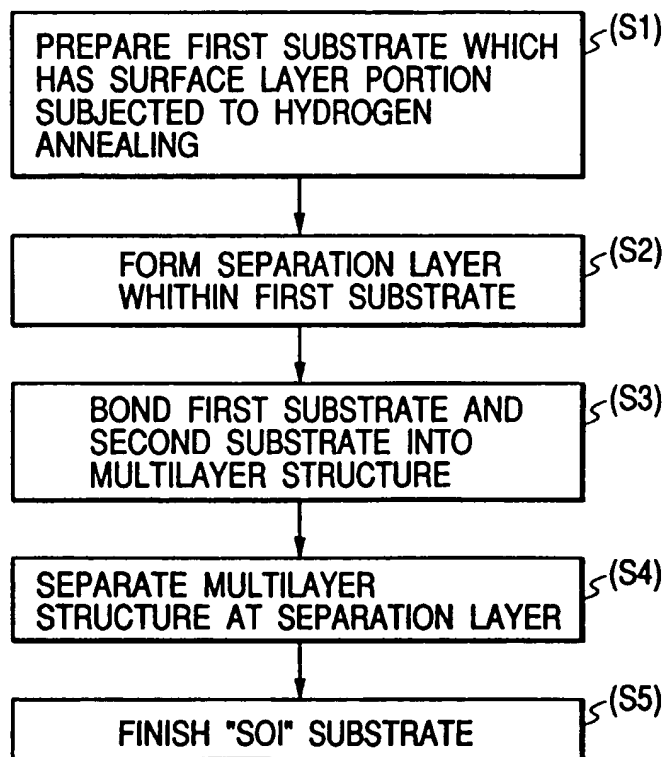 (S1)
PREPARE FIRST SUBSTRATE WHICH
HAS SURFACE LAYER PORTION
SUBJECTED TO HYDROGEN
ANNEALING
(S2)
FORM SEPARATION LAYER
WHITHIN FIRST SUBSTRATE
(S3)
BOND FIRST SUBSTRATE AND
SECOND SUBSTRATE INTO
MULTILAYER STRUCTURE
(S4)
SEPARATE MULTILAYER
STRUCTURE AT SEPARATION LAYER
(S5)
FINISH "SOI" SUBSTRATE